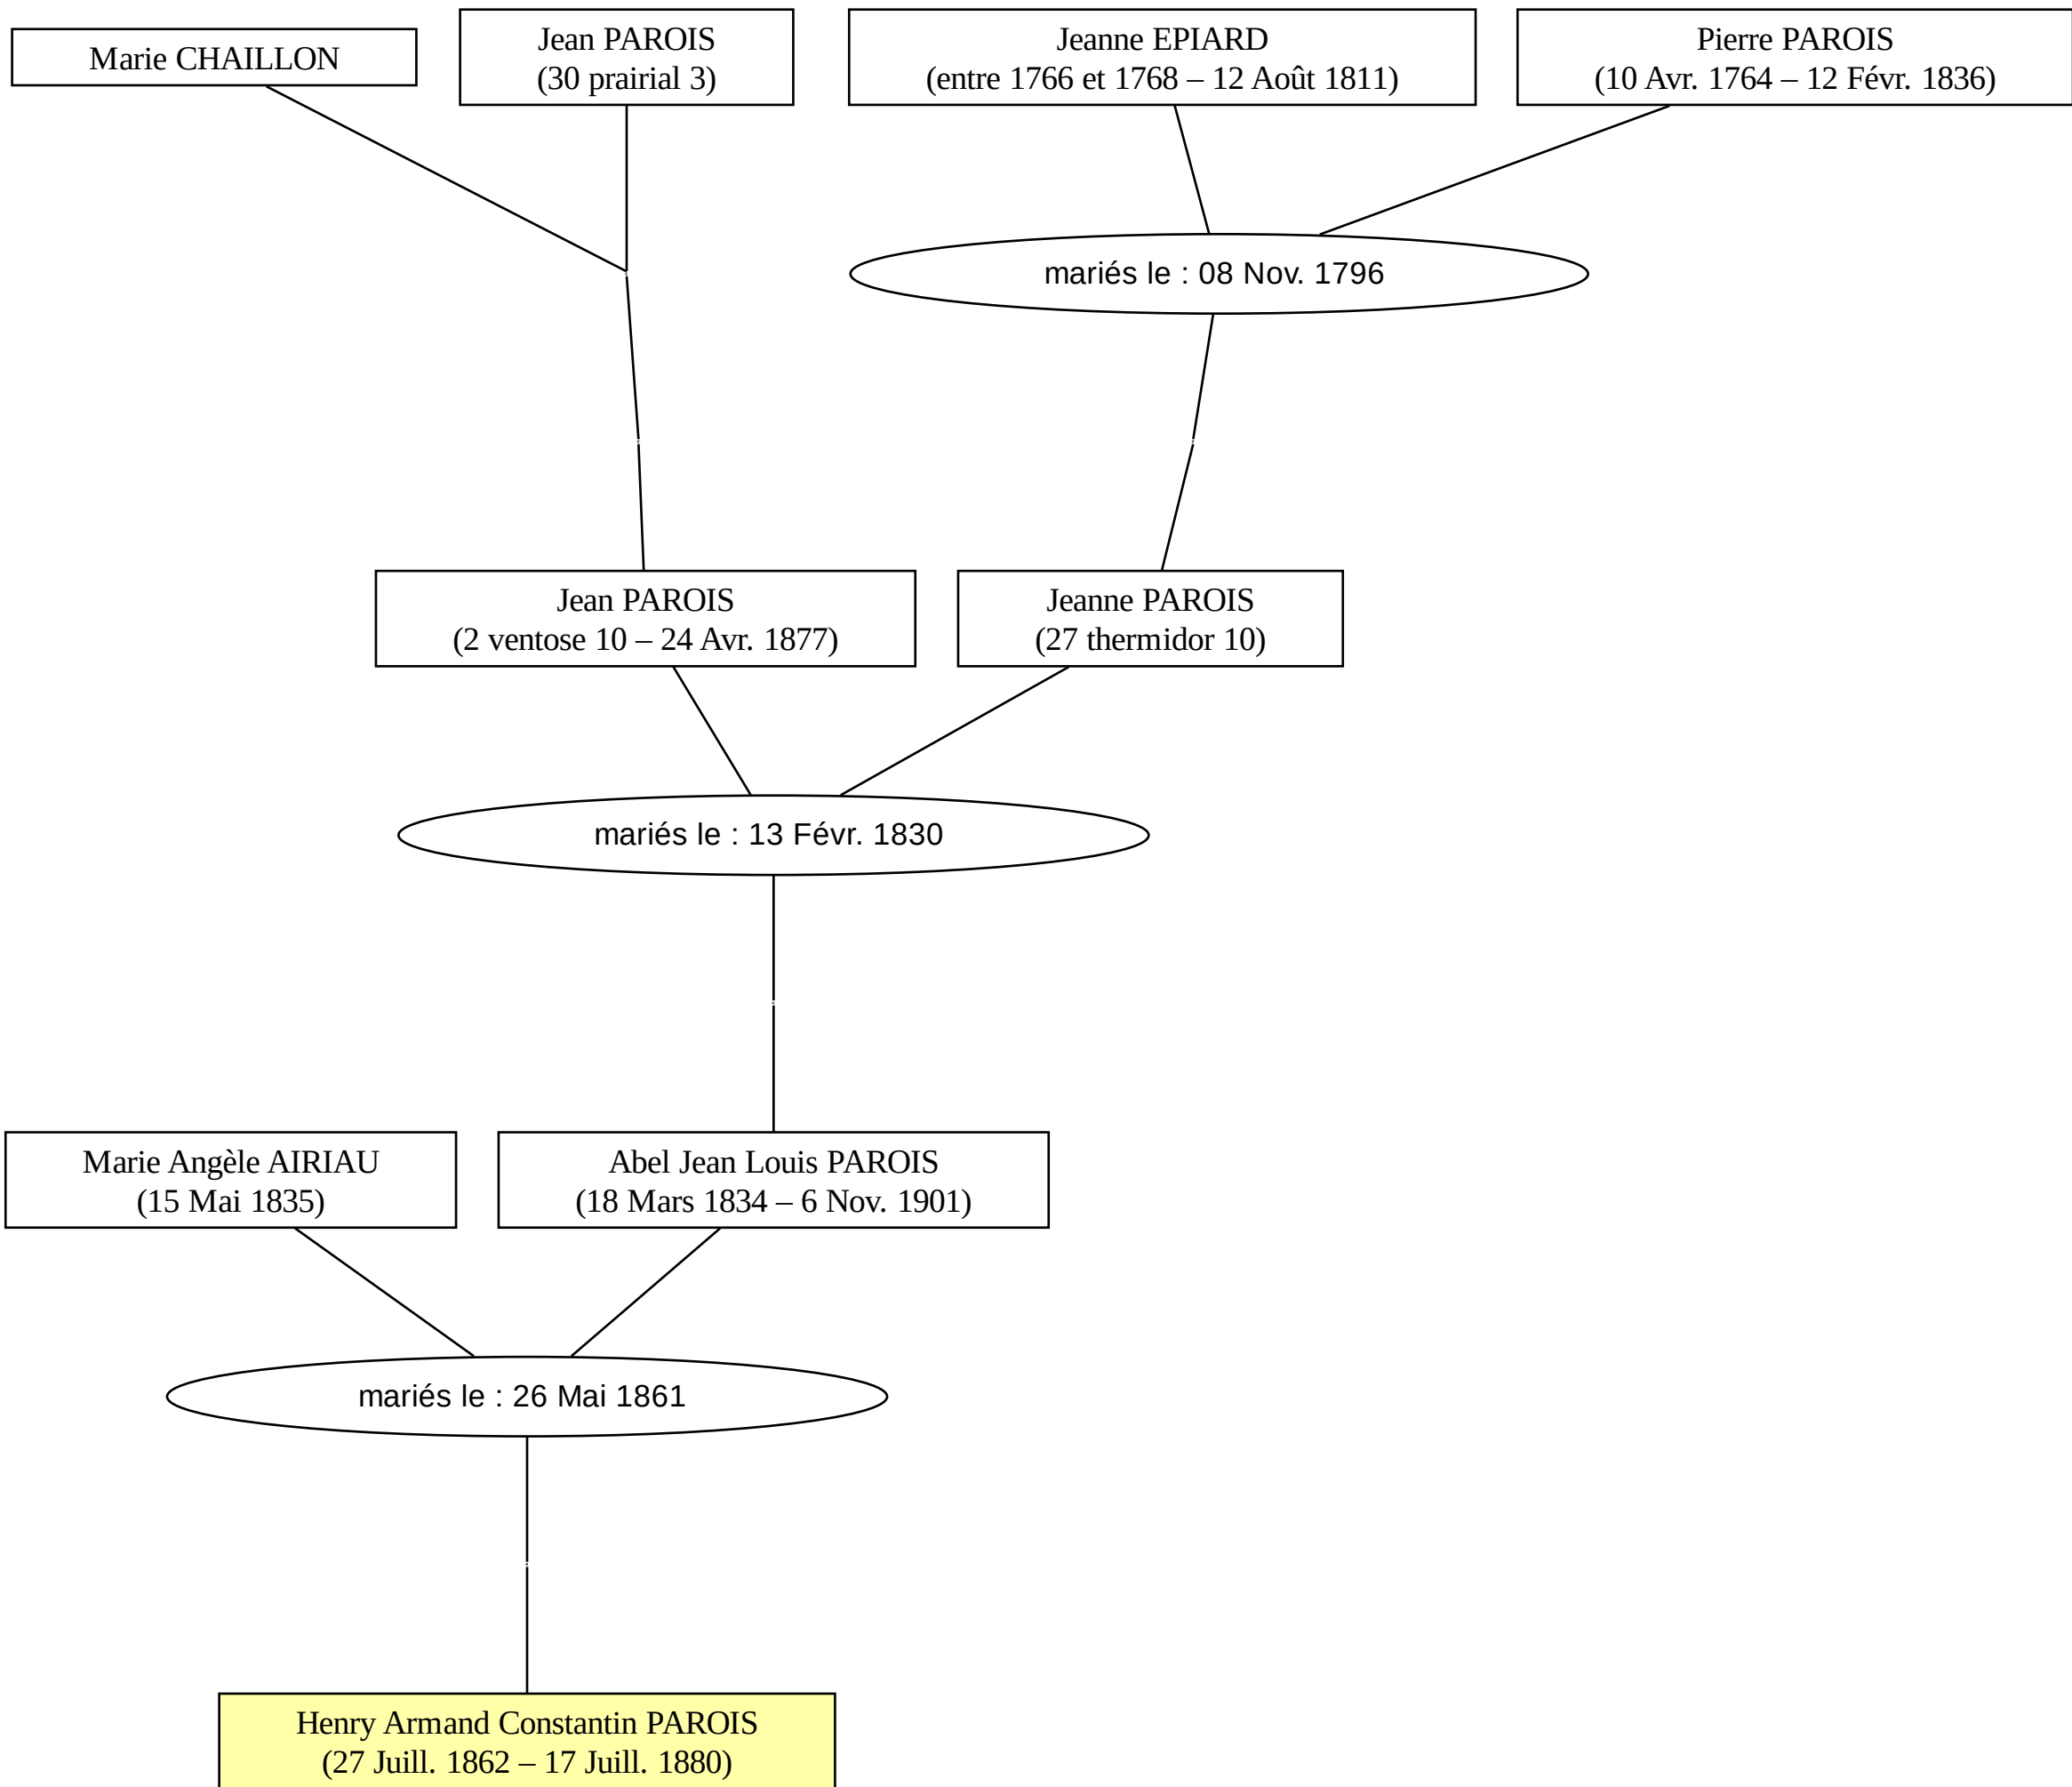 Marie CHAILLON
Jean PAROIS
(30 prairial 3)
Jeanne EPIARD
(entre 1766 et 1768 – 12 Août 1811)
Pierre PAROIS
(10 Avr. 1764 – 12 Févr. 1836)
mariés le : 08 Nov. 1796
Jean PAROIS
(2 ventose 10 – 24 Avr. 1877)
Jeanne PAROIS
(27 thermidor 10)
mariés le : 13 Févr. 1830
Marie Angèle AIRIAU
(15 Mai 1835)
Abel Jean Louis PAROIS
(18 Mars 1834 – 6 Nov. 1901)
mariés le : 26 Mai 1861
Henry Armand Constantin PAROIS
(27 Juill. 1862 – 17 Juill. 1880)